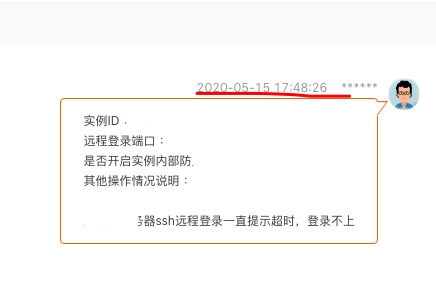 2020-05-15 17:48:26 ******
实例ID：
远程登录端口：
是否开启实例内部防
其他操作情况说明：
器ssh远程登录一直提示超时，登录不上